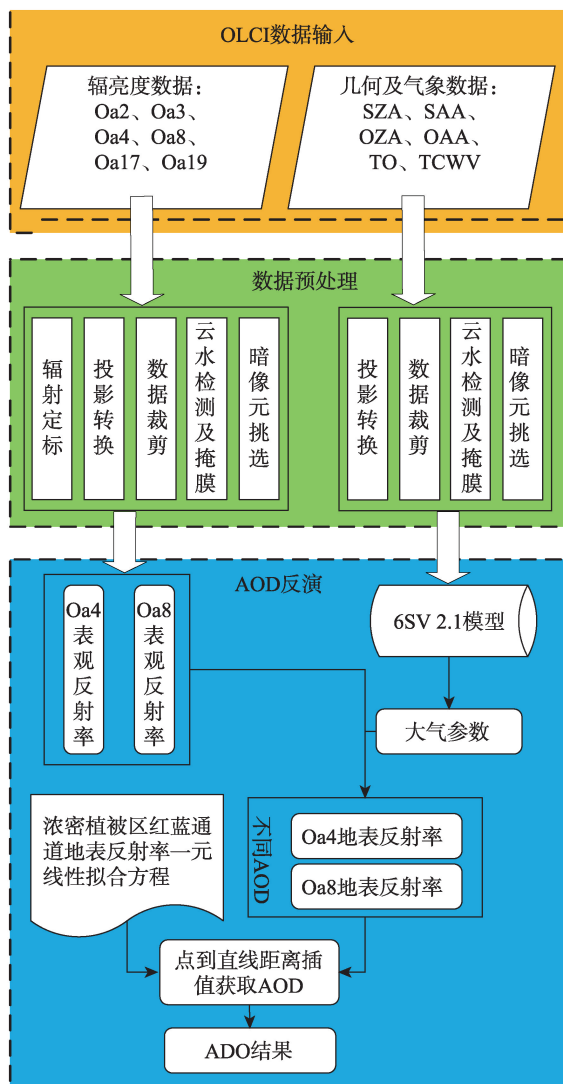 OLCI数据输入
辐亮度数据：
Oa2、Oa3、
Oa4、Oa8、
Oa17、Oa19
几何及气象数据：
SZA、SAA、
OZA、OAA、
TO、TCWV
数据预处理
辐射定标
投影转换
数据裁剪
云水检测及掩膜
暗像元挑选
投影转换
数据裁剪
云水检测及掩膜
暗像元挑选
AOD反演
Oa4
表观反射率
Oa8
表观反射率
6SV 2.1模型
大气参数
浓密植被区红蓝通
道地表反射率一元
线性拟合方程
不同AOD
Oa4地表反射率
Oa8地表反射率
点到直线距离插
值获取AOD
ADO结果